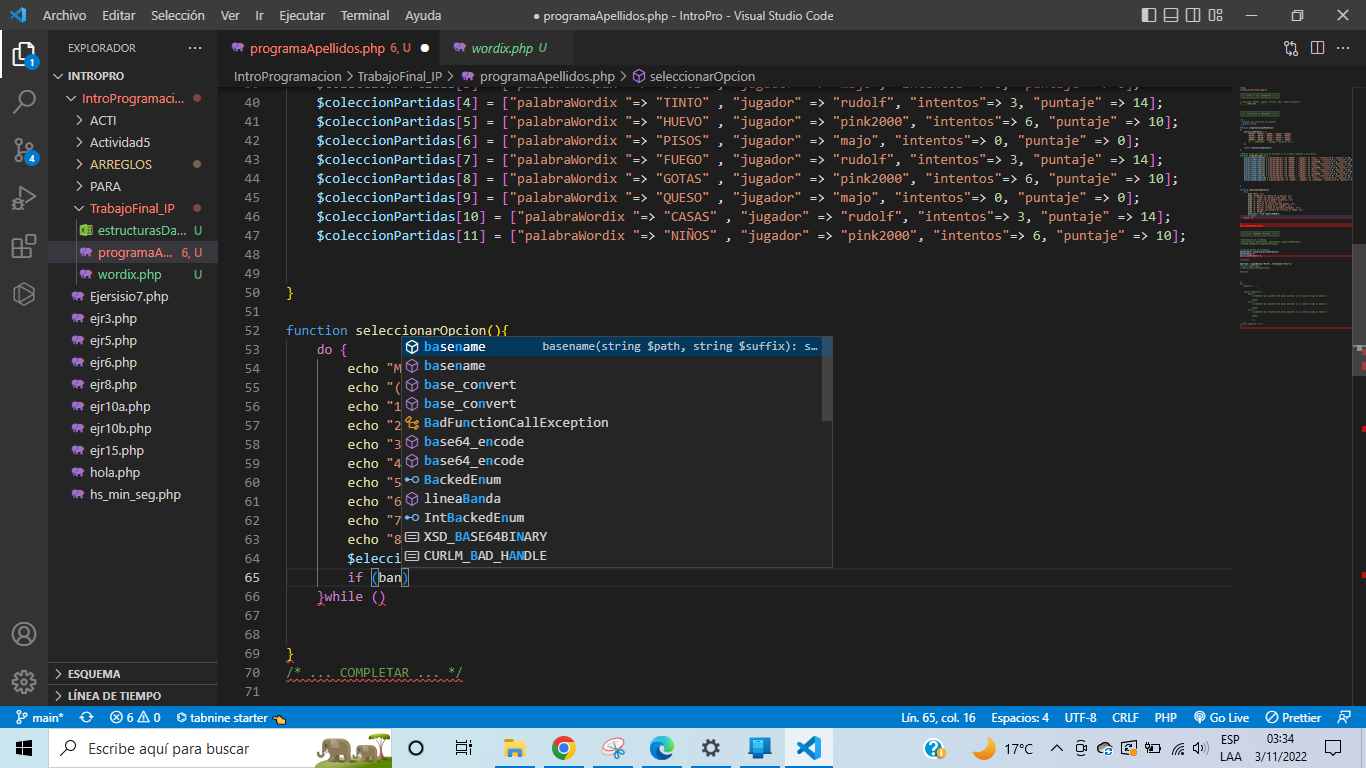 Archivo Editar Selección Ver Ir Ejecutar Terminal Ayuda
● programaApellidos.php - IntroPro - Visual Studio Code
EXPLORADOR
programaApellidos.php 6, U
wordix.php U
INTROPRO
IntroProgramacion > TrabajoFinal_IP > programaApellidos.php > seleccionarOpcion
IntroProgramaci...
ACTI
Actividad5
ARREGLOS
PARA
TrabajoFinal_IP
estructurasDa... U
programaA... 6, U
wordix.php U
Ejersisio7.php
ejr3.php
ejr5.php
ejr6.php
ejr8.php
ejr10a.php
ejr10b.php
ejr15.php
hola.php
hs_min_seg.php
ESQUEMA
LÍNEA DE TIEMPO
40 $coleccionPartidas[4] = ["palabraWordix "=> "TINTO" , "jugador" => "rudolf", "intentos"=> 3, "puntaje" => 14];
41 $coleccionPartidas[5] = ["palabraWordix "=> "HUEVO" , "jugador" => "pink2000", "intentos"=> 6, "puntaje" => 10];
42 $coleccionPartidas[6] = ["palabraWordix "=> "PISOS" , "jugador" => "majo", "intentos"=> 0, "puntaje" => 0];
43 $coleccionPartidas[7] = ["palabraWordix "=> "FUEGO" , "jugador" => "rudolf", "intentos"=> 3, "puntaje" => 14];
44 $coleccionPartidas[8] = ["palabraWordix "=> "GOTAS" , "jugador" => "pink2000", "intentos"=> 6, "puntaje" => 10];
45 $coleccionPartidas[9] = ["palabraWordix "=> "QUESO" , "jugador" => "majo", "intentos"=> 0, "puntaje" => 0];
46 $coleccionPartidas[10] = ["palabraWordix "=> "CASAS" , "jugador" => "rudolf", "intentos"=> 3, "puntaje" => 14];
47 $coleccionPartidas[11] = ["palabraWordix "=> "NIÑOS" , "jugador" => "pink2000", "intentos"=> 6, "puntaje" => 10];
48
49
50 }
51
52 function seleccionarOpcion(){
53 do {
54 echo "M
55 echo "(
56 echo "1
57 echo "2
58 echo "3
59 echo "4
60 echo "5
61 echo "6
62 echo "7
63 echo "8
64 $elecci
65 if (ban)
66 }while ()
67
68
69 }
70 /* ... COMPLETAR ... */
71
basename basename(string $path, string $suffix): s...
basename
base_convert
base_convert
BadFunctionCallException
base64_encode
base64_encode
BackedEnum
lineaBanda
IntBackedEnum
XSD_BASE64BINARY
CURLM_BAD_HANDLE
main* 6 0 tabnine starter Lín. 65, col. 16 Espacios: 4 UTF-8 CRLF PHP Go Live Prettier
Escribe aquí para buscar
17°C
ESP
LAA
03:34
3/11/2022